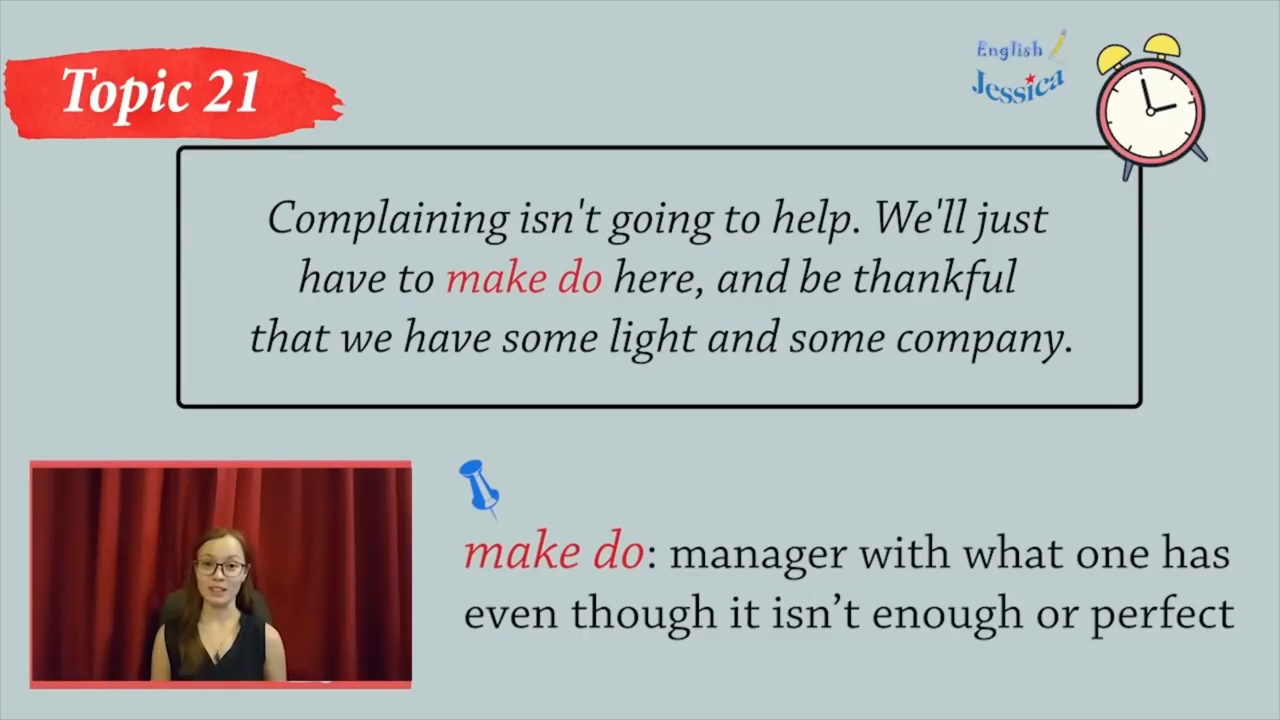 Topic 21
English
Jessica
Complaining isn't going to help. We'll just
have to make do here, and be thankful
that we have some light and some company.
make do: manager with what one has
even though it isn’t enough or perfect